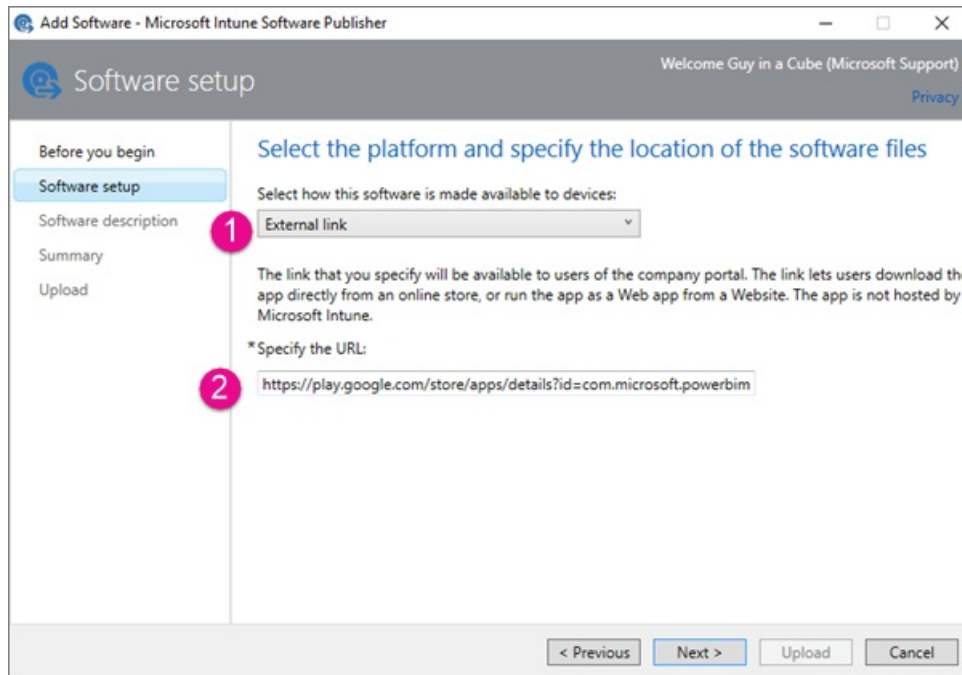 Add Software - Microsoft Intune Software Publisher
Software setup
Welcome Guy in a Cube (Microsoft Support)
Privacy
Before you begin
Software setup
Software description
Summary
Upload
Select the platform and specify the location of the software files
Select how this software is made available to devices:
1
External link
The link that you specify will be available to users of the company portal. The link lets users download the
app directly from an online store, or run the app as a Web app from a Website. The app is not hosted by
Microsoft Intune.
*Specify the URL:
2
https://play.google.com/store/apps/details?id=com.microsoft.powerbim
< Previous
Next >
Upload
Cancel